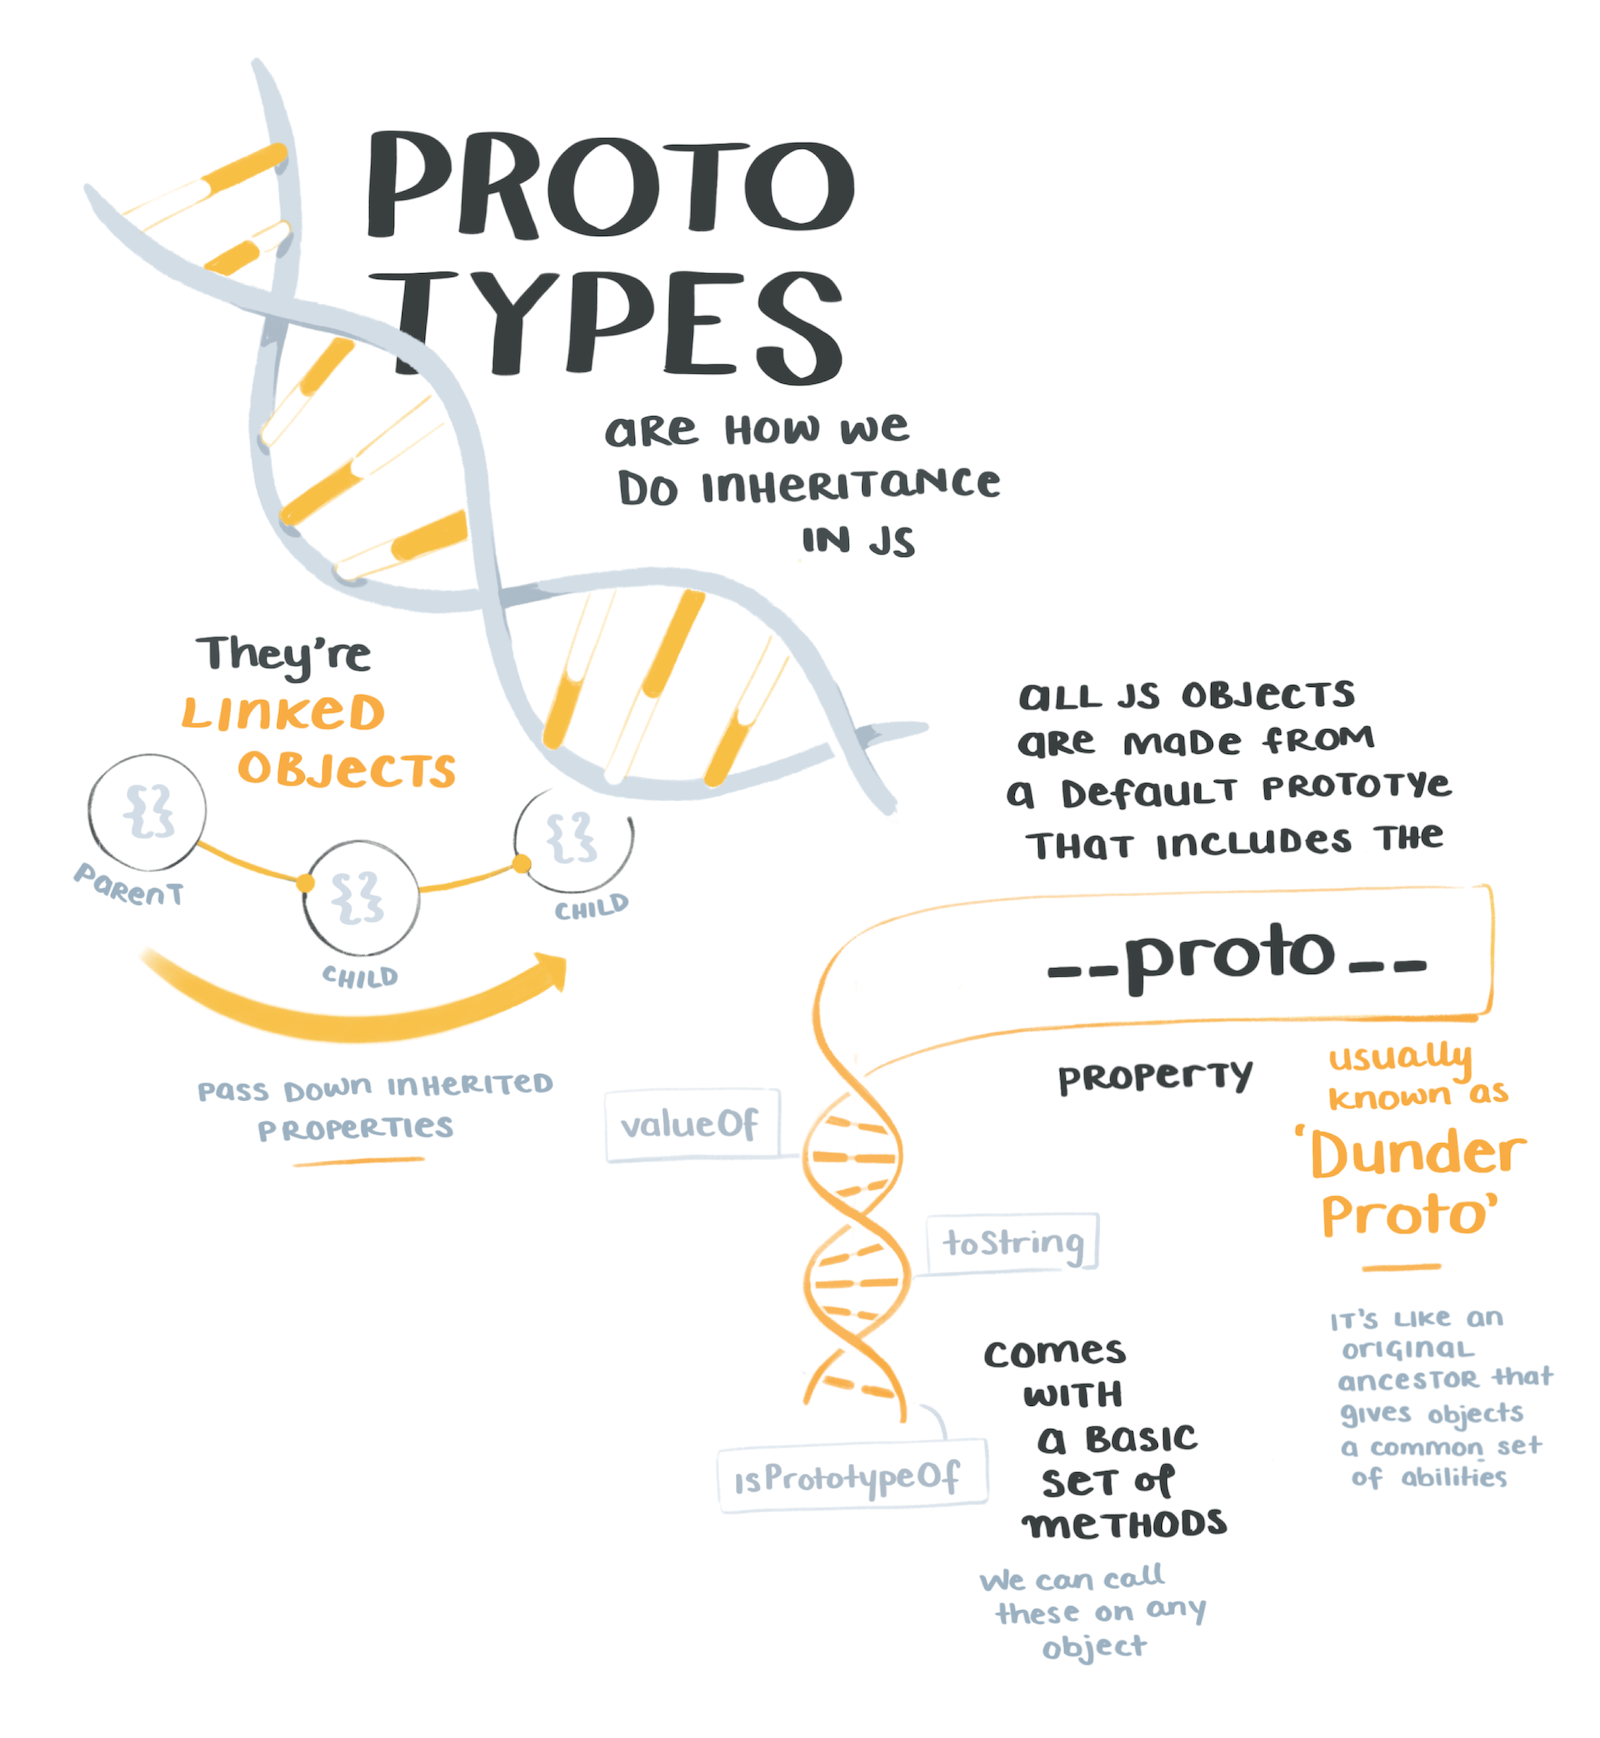 PROTO
TYPES
are HOW we
DO INHERITANCE
IN JS
They're
LINKED
OBJECTS
{}
{}
{}
PARENT
CHILD
CHILD
PASS DOWN INHERITED
PROPERTIES
ALL JS OBJECTS
are made from
a Default PROTOTYe
THAT INCLUDES THE
__proto__
PROPERTY
usually
known as
'Dunder
Proto'
IT'S LIKE an
ORIGINAL
ANCESTOR that
gives objects
a common set
of abilities
valueOf
toString
isPrototypeOf
COMES
WITH
a BASIC
SET of
METHODS
We can call
these on any
object